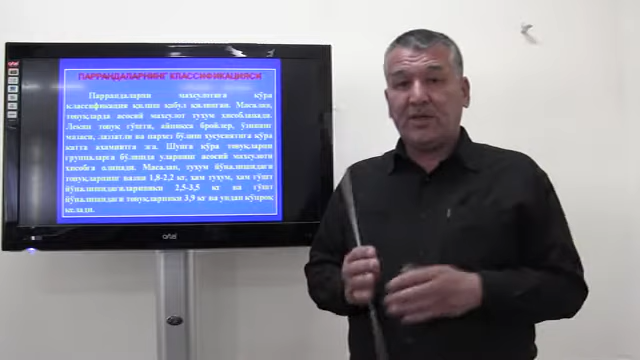 ПАРРАНДАЛАРНИНГ КЛАССИФИКАЦИЯСИ
Паррандаларни маҳсулотига кўра
классификация қилиш қабул қилинган. Масалан,
товуқларда асосий маҳсулот тухум ҳисобланади.
Лекин товуқ гўшти, айниқса бройлер, ўзининг
мазаси, лаззатли ва парҳез бўлиш хусусиятига кўра
катта аҳамиятга эга. Шунга кўра товуқларни
группаларга бўлишда уларнинг асосий маҳсулоти
ҳисобга олинади. Масалан, тухум йўналишидаги
товуқларнинг вазни 1,8-2,2 кг, ҳам тухум, ҳам гўшт
йўналишидагилариники 2,5-3,5 кг ва гўшт
йўналишидаги товуқларники 3,9 кг ва ундан кўпроқ
келади.
artel